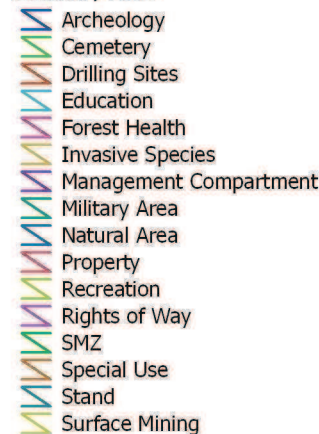 Archeology
Cemetery
Drilling Sites
Education
Forest Health
Invasive Species
Management Compartment
Military Area
Natural Area
Property
Recreation
Rights of Way
SMZ
Special Use
Stand
Surface Mining